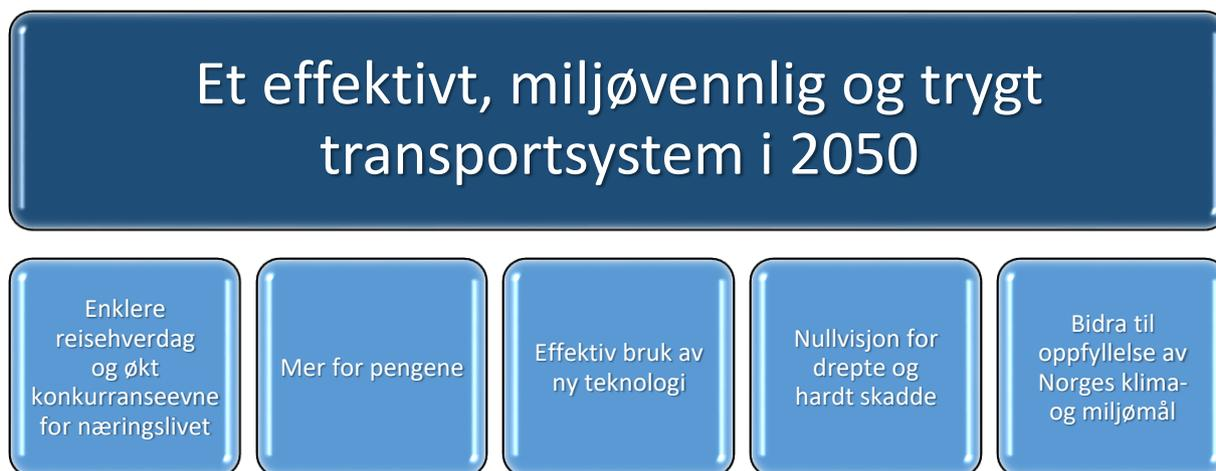 Et effektivt, miljøvennlig og trygt
transportsystem i 2050
Enklere
reisehverdag
og økt
konkurranseevne
for næringslivet
Mer for pengene
Effektiv bruk av
ny teknologi
Nullvisjon for
drepte og
hardt skadde
Bidra til
oppfyllelse av
Norges klima-
og miljømål